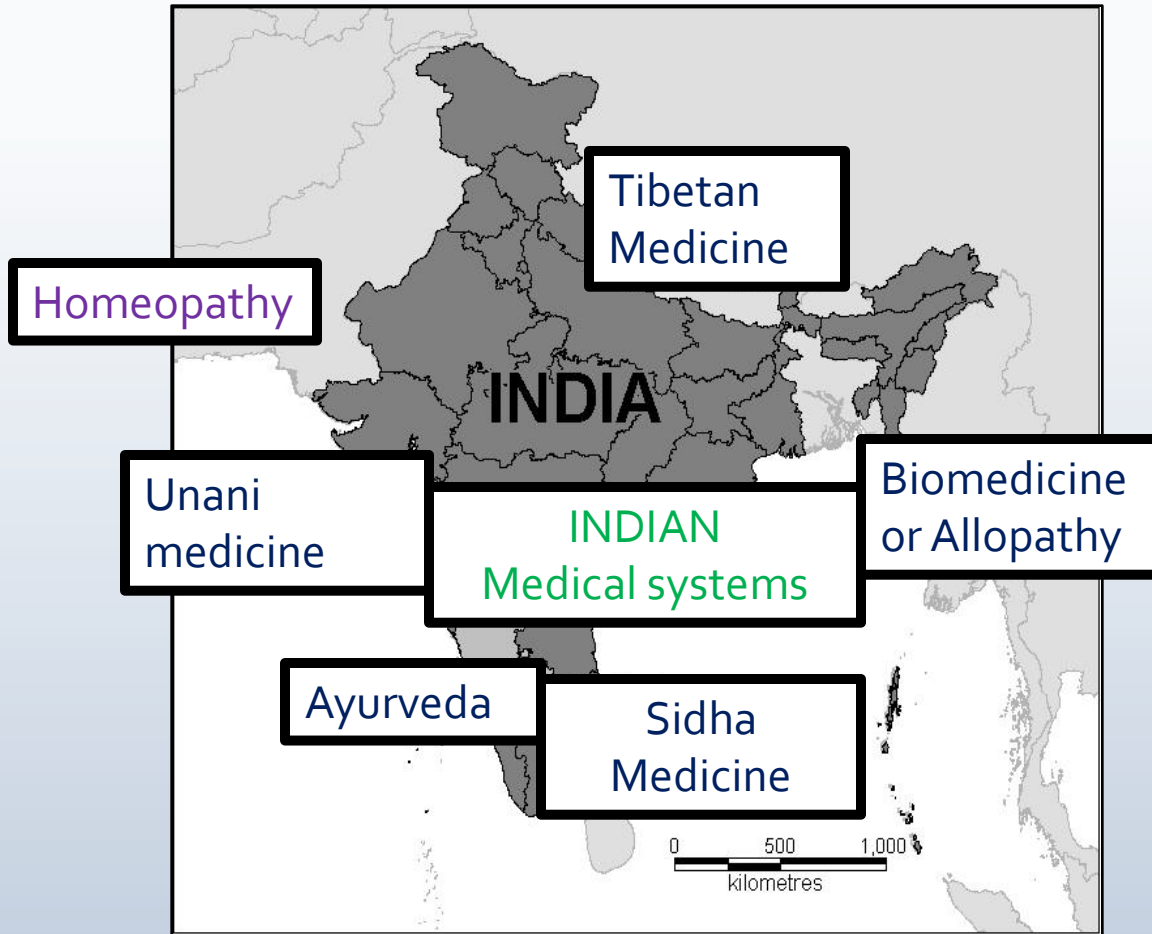 Tibetan
Medicine
Homeopathy
INDIA
Unani
medicine
INDIAN
Medical systems
Biomedicine
or Allopathy
Ayurveda
Sidha
Medicine
0 500 1,000
kilometres